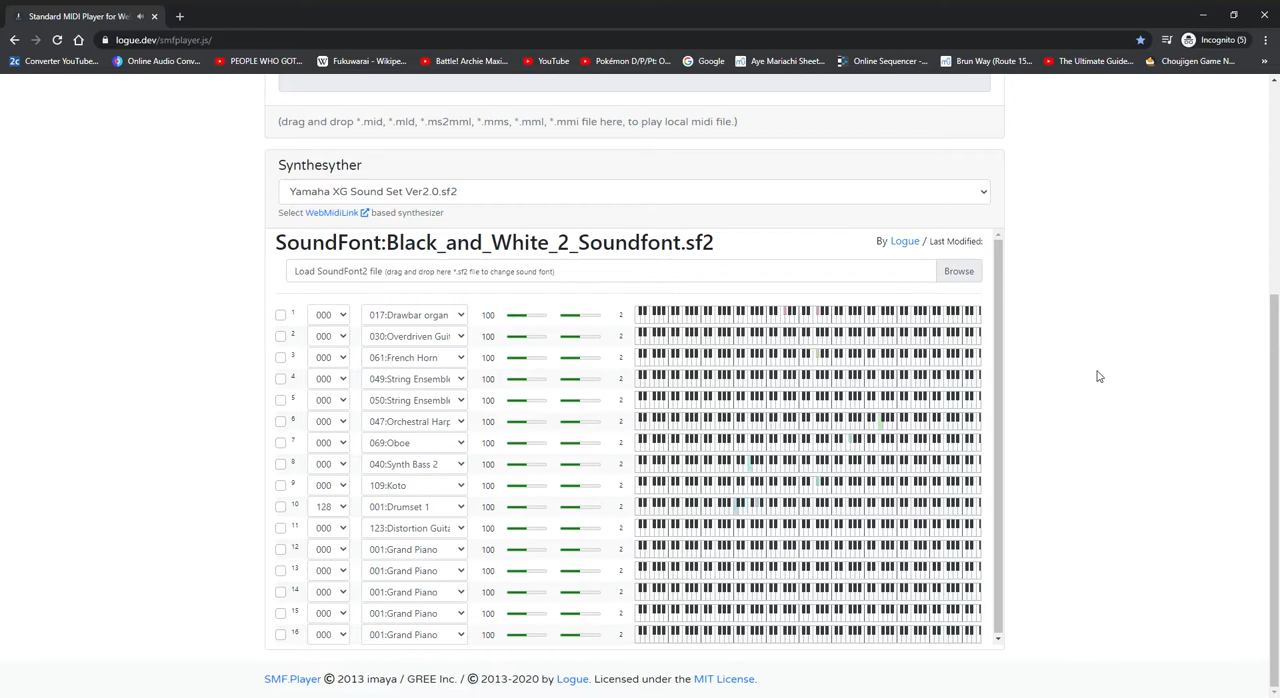 Standard MIDI Player for We
logue.dev/smfplayer.js/
Incognito (5)
Converter YouTube...
Online Audio Conv...
PEOPLE WHO GOT...
Fukuwarai - Wikipe...
Battle! Archie Maxi...
YouTube
Pokémon D/P/Pt: O...
Google
Aye Mariachi Sheet...
Online Sequencer -...
Brun Way (Route 15...
The Ultimate Guide...
Choujigen Game N...
(drag and drop *.mid, *.mld, *.ms2mml, *.mms, *.mml, *.mmi file here, to play local midi file.)
Synthesyther
Yamaha XG Sound Set Ver2.0.sf2
Select WebMidiLink based synthesizer
SoundFont:Black_and_White_2_Soundfont.sf2
By Logue / Last Modified:
Load SoundFont2 file (drag and drop here *.sf2 file to change sound font)
Browse
1 000 017:Drawbar organ 100 2
2 000 030:Overdriven Guit 100 2
3 000 061:French Horn 100 2
4 000 049:String Ensemble 100 2
5 000 050:String Ensemble 100 2
6 000 047:Orchestral Harp 100 2
7 000 069:Oboe 100 2
8 000 040:Synth Bass 2 100 2
9 000 109:Koto 100 2
10 128 001:Drumset 1 100 2
11 000 123:Distortion Guita 100 2
12 000 001:Grand Piano 100 2
13 000 001:Grand Piano 100 2
14 000 001:Grand Piano 100 2
15 000 001:Grand Piano 100 2
16 000 001:Grand Piano 100 2
SMF.Player © 2013 imaya / GREE Inc. / © 2013-2020 by Logue. Licensed under the MIT License.